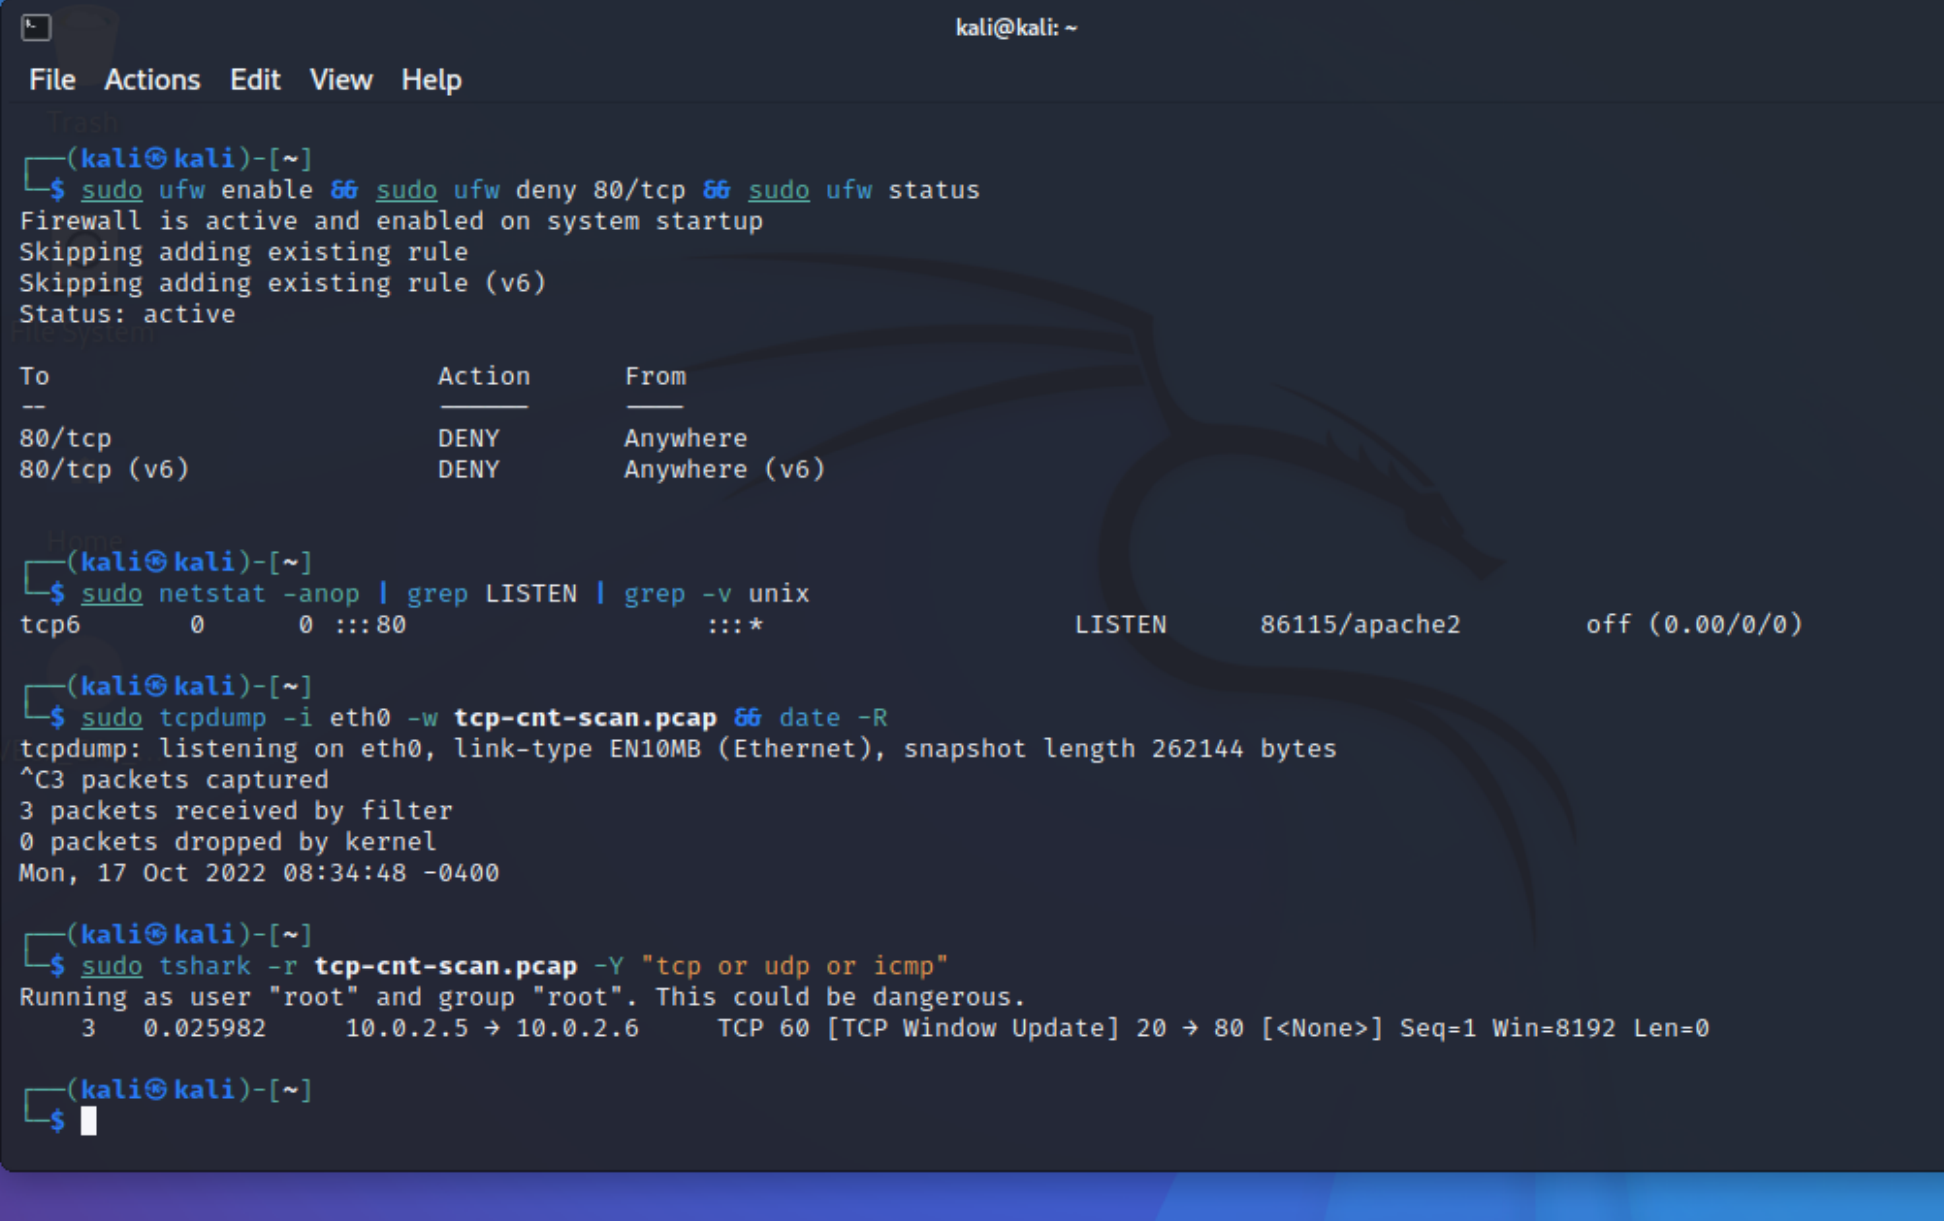 kali@kali: ~
File Actions Edit View Help
Trash
┌──(kali㉿kali)-[~]
└─$ sudo ufw enable && sudo ufw deny 80/tcp && sudo ufw status
Firewall is active and enabled on system startup
Skipping adding existing rule
Skipping adding existing rule (v6)
Status: active
File System
To Action From
-- ------ ----
80/tcp DENY Anywhere
80/tcp (v6) DENY Anywhere (v6)
Home
┌──(kali㉿kali)-[~]
└─$ sudo netstat -anop | grep LISTEN | grep -v unix
tcp6 0 0 :::80 :::* LISTEN 86115/apache2 off (0.00/0/0)
┌──(kali㉿kali)-[~]
└─$ sudo tcpdump -i eth0 -w tcp-cnt-scan.pcap && date -R
tcpdump: listening on eth0, link-type EN10MB (Ethernet), snapshot length 262144 bytes
^C3 packets captured
3 packets received by filter
0 packets dropped by kernel
Mon, 17 Oct 2022 08:34:48 -0400
┌──(kali㉿kali)-[~]
└─$ sudo tshark -r tcp-cnt-scan.pcap -Y "tcp or udp or icmp"
Running as user "root" and group "root". This could be dangerous.
3 0.025982 10.0.2.5 → 10.0.2.6 TCP 60 [TCP Window Update] 20 → 80 [<None>] Seq=1 Win=8192 Len=0
┌──(kali㉿kali)-[~]
└─$